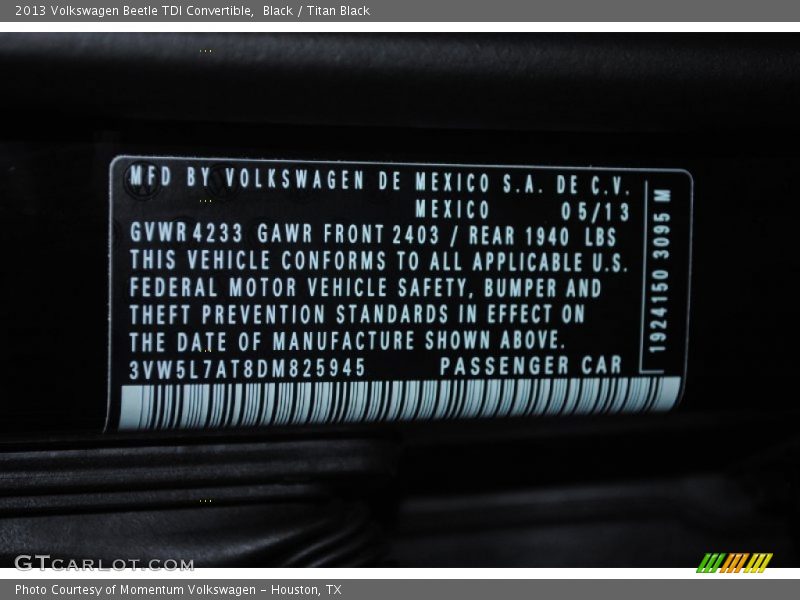 2013 Volkswagen Beetle TDI Convertible,  Black / Titan Black
MFD BY VOLKSWAGEN DE MEXICO S.A. DE C.V.
MEXICO 05/13
GVWR4233 GAWR FRONT 2403 / REAR 1940 LBS
THIS VEHICLE CONFORMS TO ALL APPLICABLE U.S.
FEDERAL MOTOR VEHICLE SAFETY, BUMPER AND
THEFT PREVENTION STANDARDS IN EFFECT ON
THE DATE OF MANUFACTURE SHOWN ABOVE.
3VW5L7AT8DM825945 PASSENGER CAR
1924150 3095 M
GTCARLOT.COM
Photo Courtesy of Momentum Volkswagen - Houston, TX